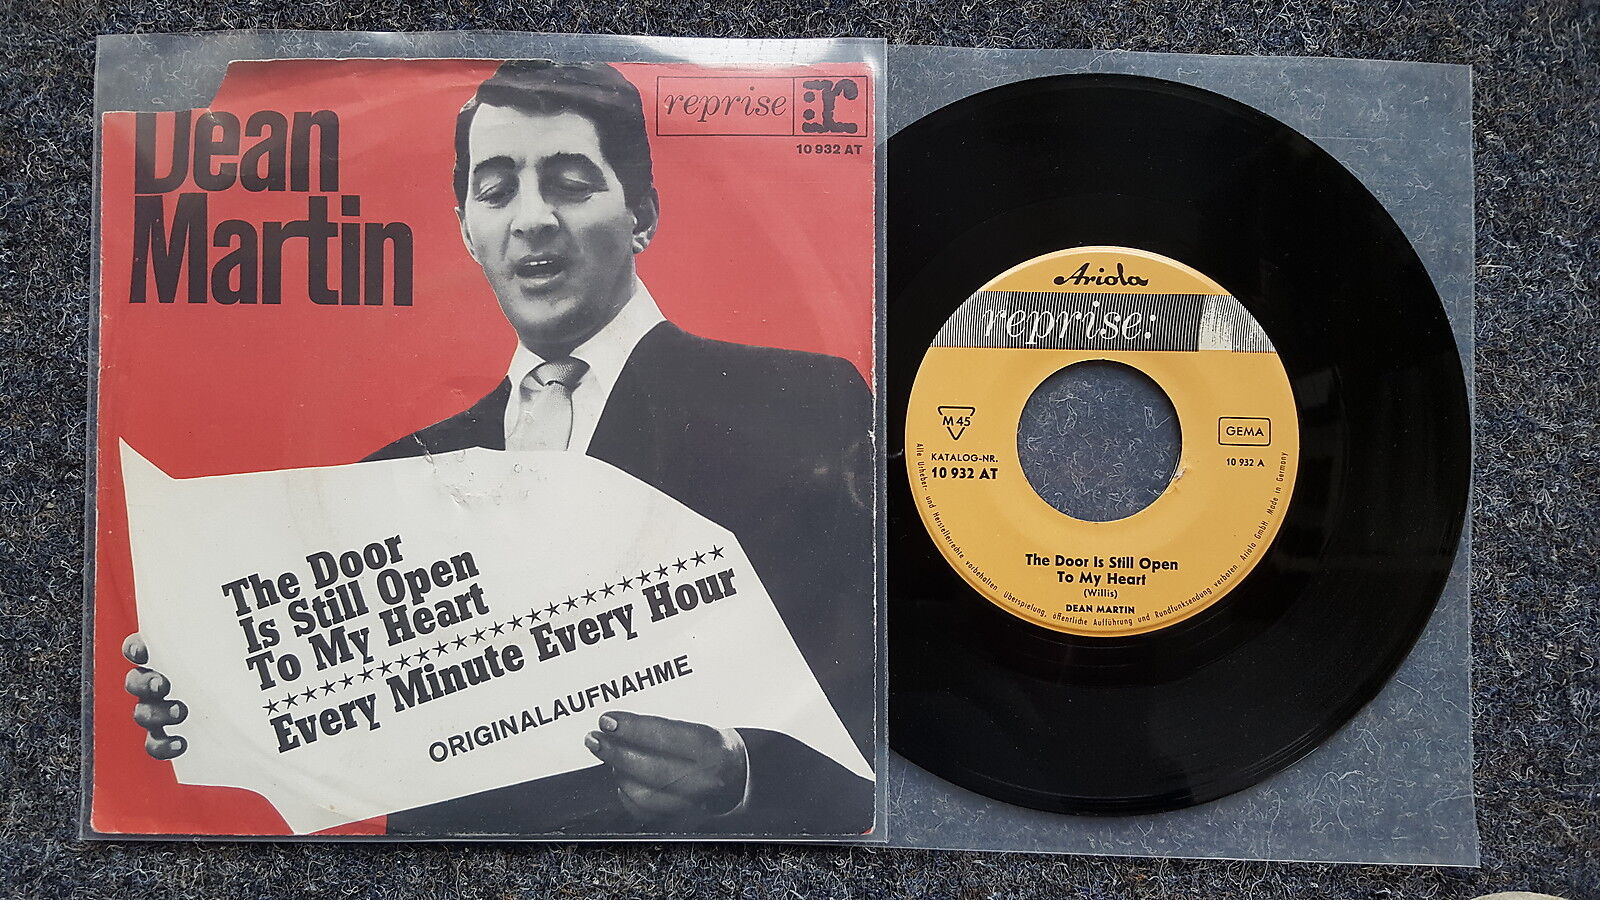 Dean
Martin
reprise r:
10 932 AT
The Door
Is Still Open
To My Heart
Every Minute Every Hour
ORIGINALAUFNAHME
Ariola
reprise:
M 45
GEMA
KATALOG-NR.
10 932 AT
10 932 A
The Door Is Still Open
To My Heart
(Willis)
DEAN MARTIN
Alle Urheber- und Herstellerrechte vorbehalten Überspielung, öffentliche Aufführung und Rundfunksendung verboten Ariola GmbH. Made in Germany